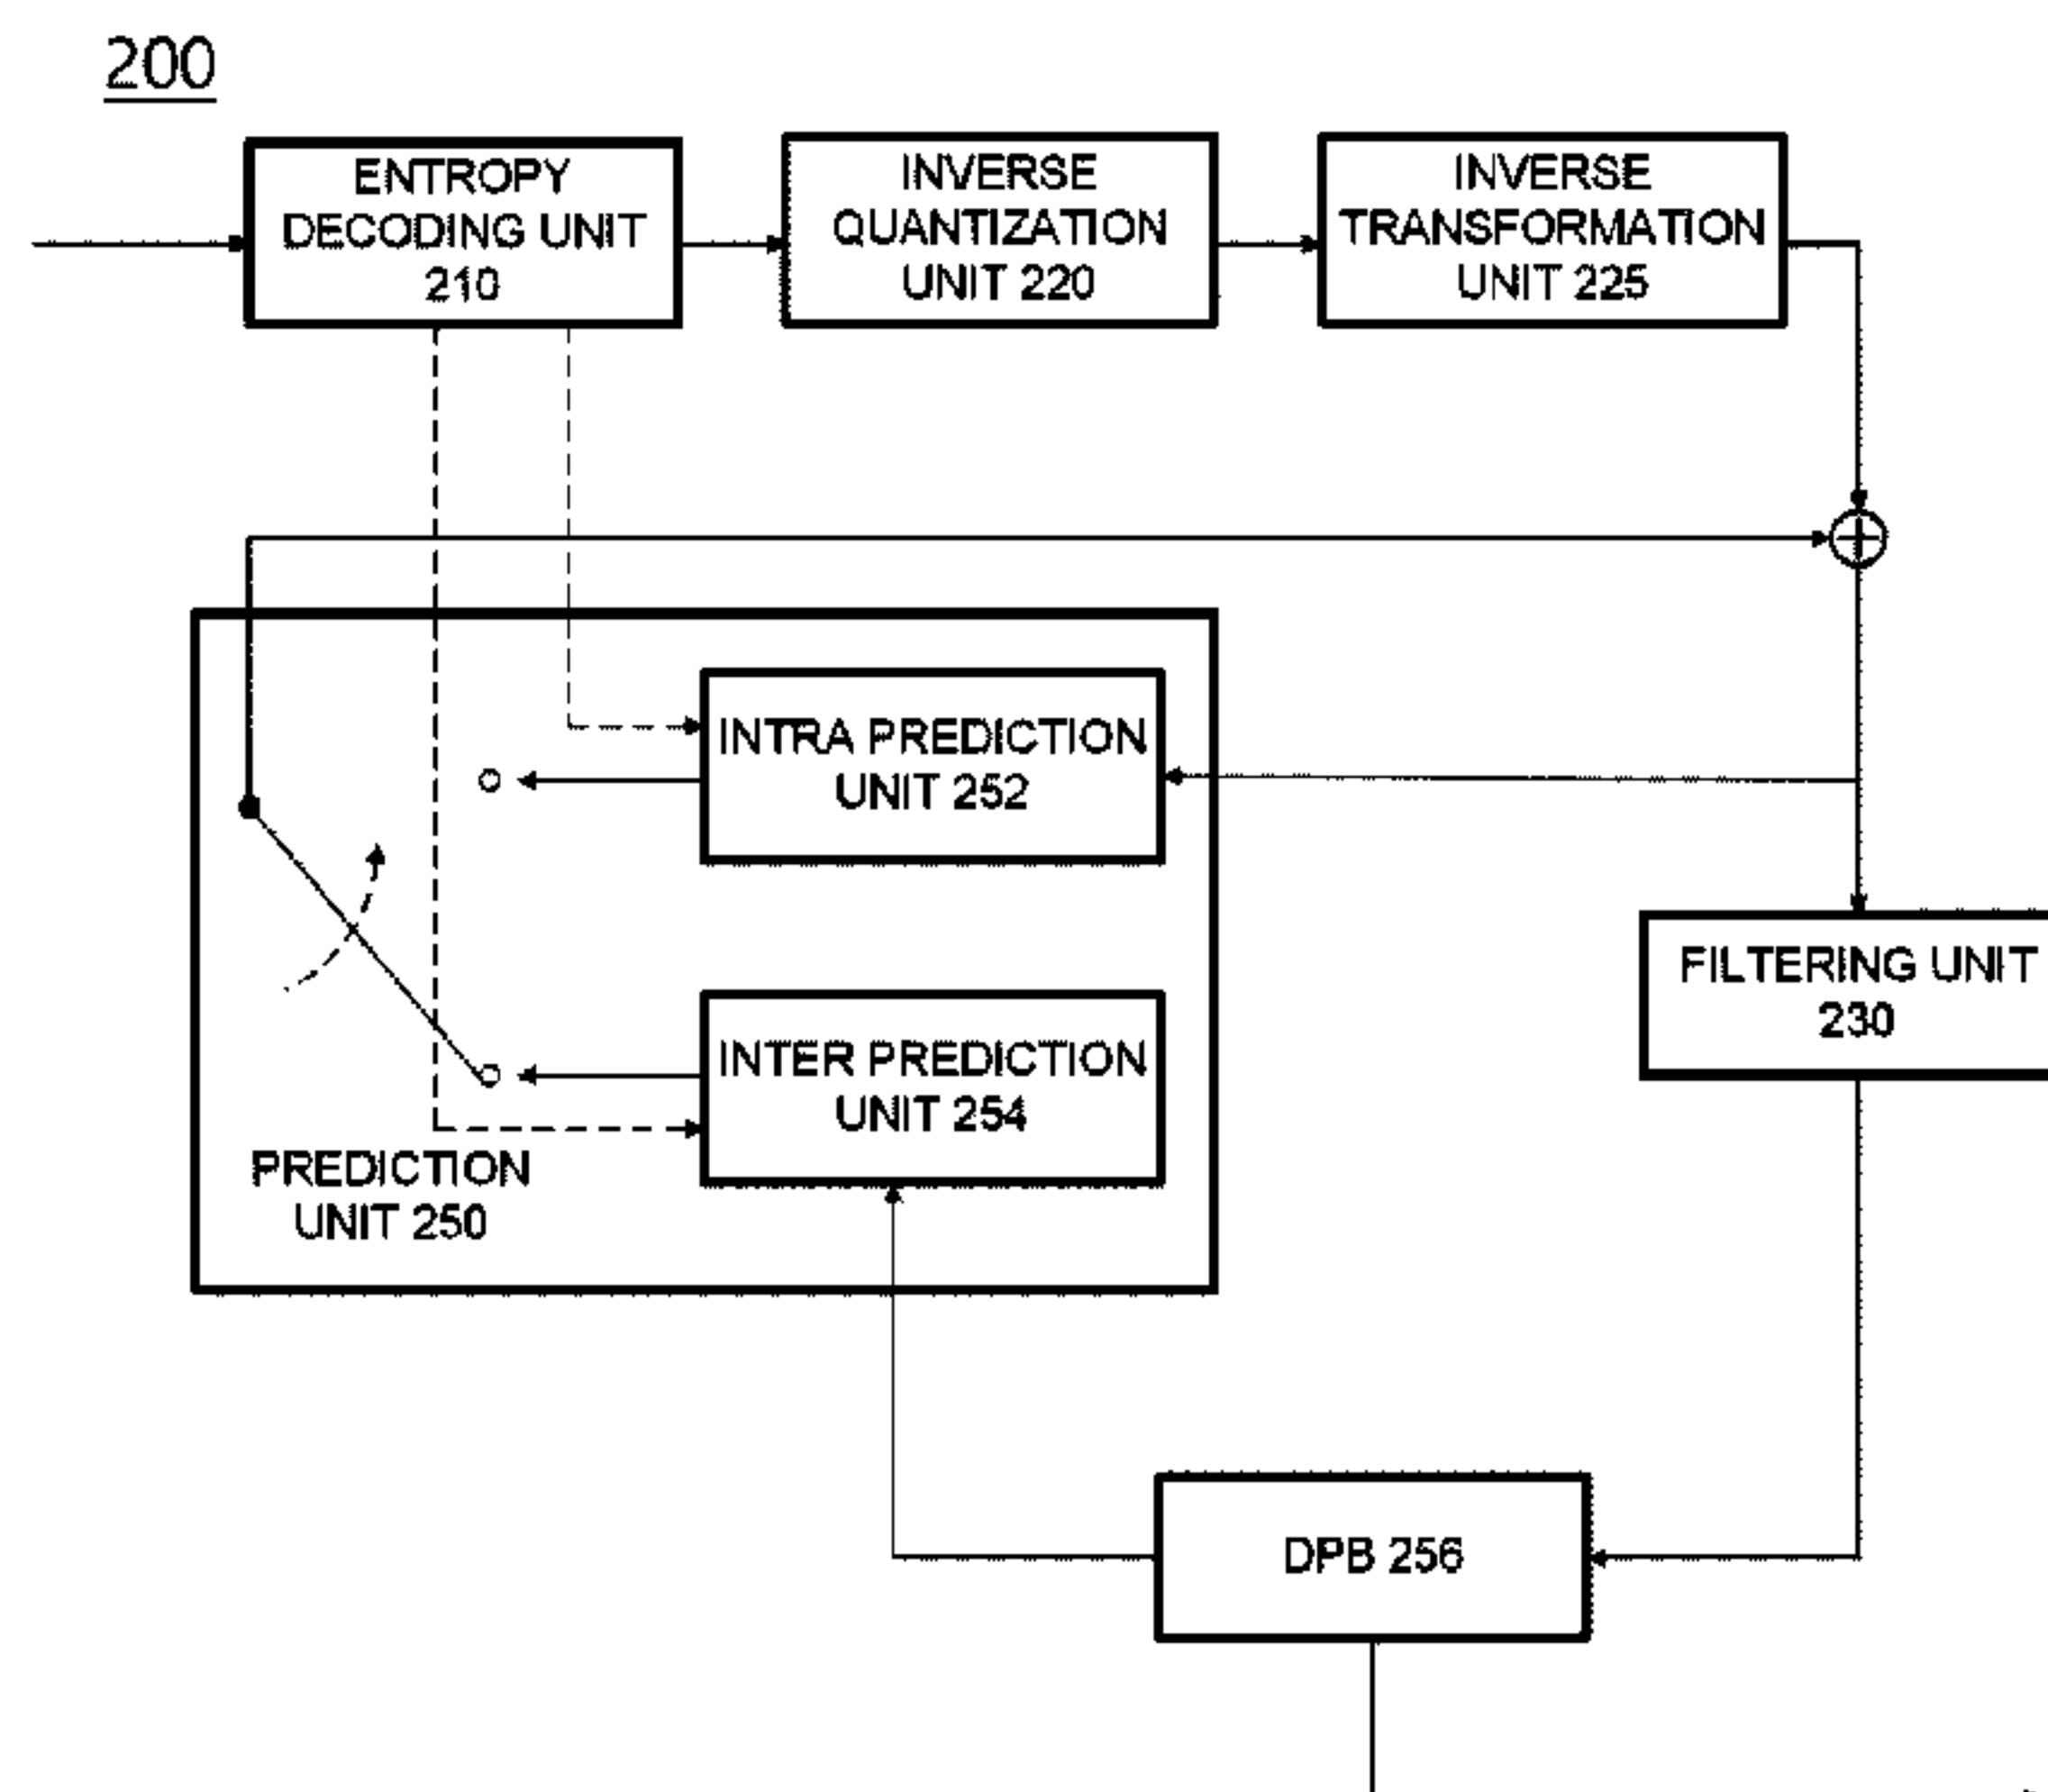 200
ENTROPY
DECODING UNIT
210
INVERSE
QUANTIZATION
UNIT 220
INVERSE
TRANSFORMATION
UNIT 225
INTRA PREDICTION
UNIT 252
FILTERING UNIT
230
INTER PREDICTION
UNIT 254
PREDICTION
UNIT 250
DPB 256